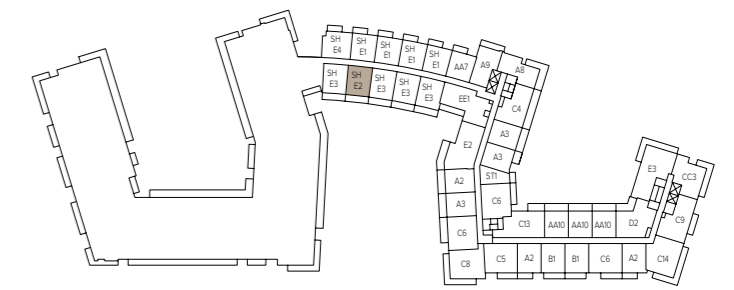 SH E4
SH E1
SH E1
SH E1
SH E1
AA7
A9
A8
SH E3
SH E2
SH E3
SH E3
SH E3
EE1
C4
A3
E2
A3
ST1
A2
A3
C6
C6
C8
C13
AA10
AA10
AA10
D2
E3
CC3
C9
C5
A2
B1
B1
C6
A2
C14